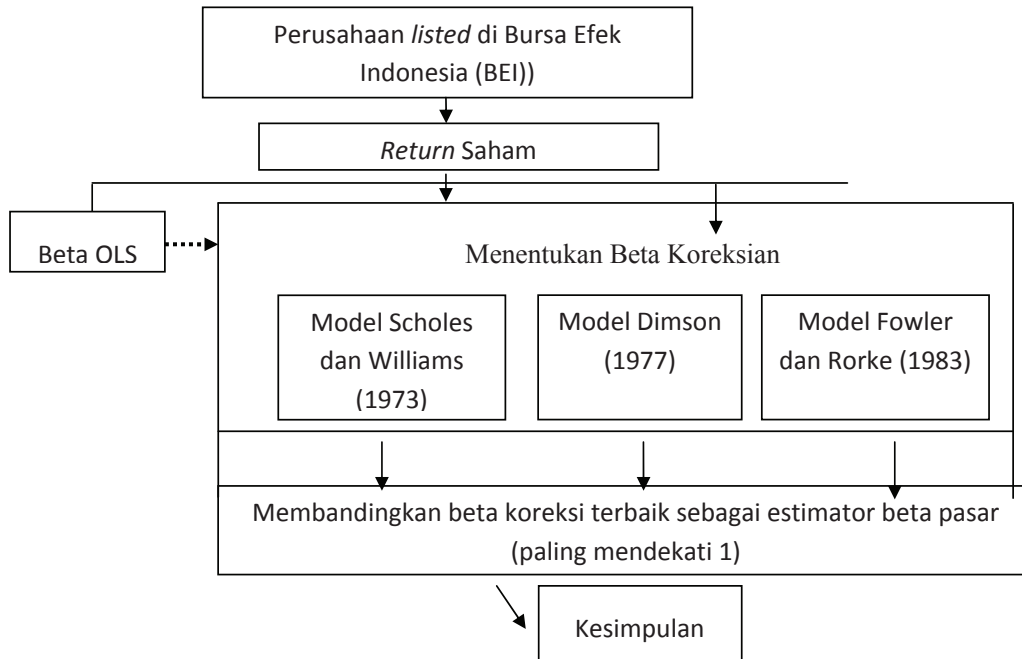 Perusahaan listed di Bursa Efek
Indonesia (BEI))
Return Saham
Beta OLS
Menentukan Beta Koreksian
Model Scholes
dan Williams
(1973)
Model Dimson
(1977)
Model Fowler
dan Rorke (1983)
Membandingkan beta koreksi terbaik sebagai estimator beta pasar
(paling mendekati 1)
Kesimpulan